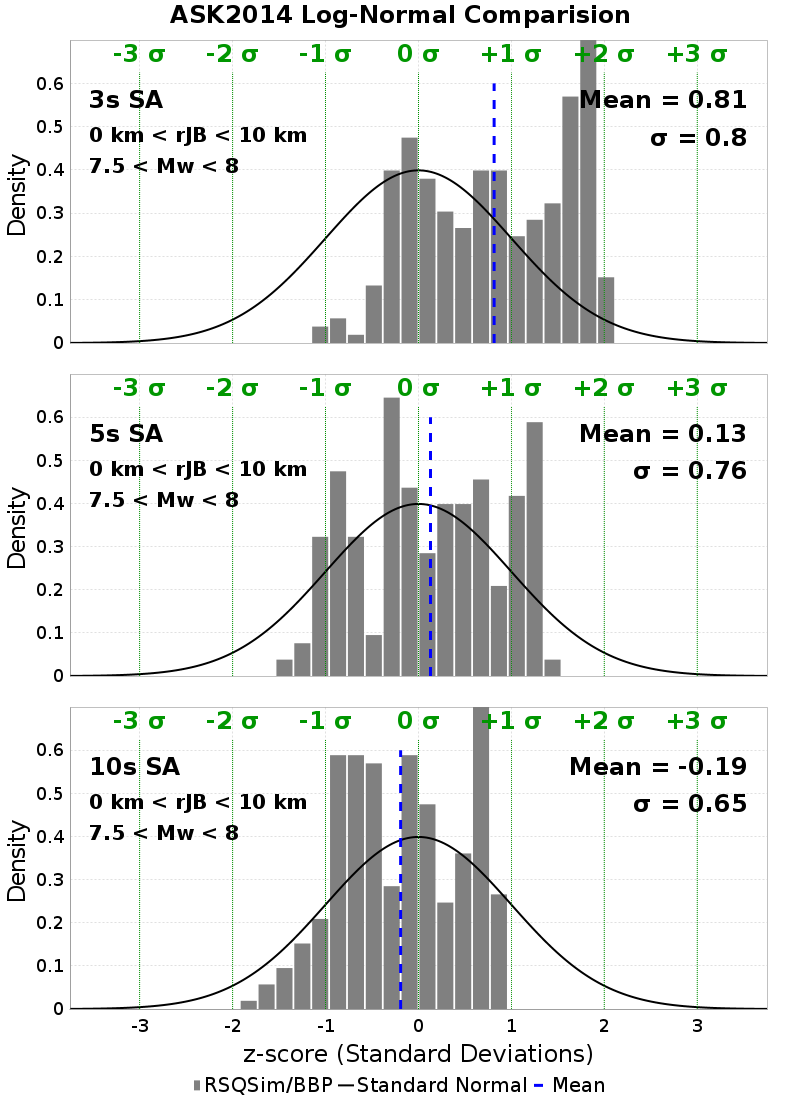 ASK2014 Log-Normal Comparision
-3 σ -2 σ -1 σ 0 σ +1 σ +2 σ +3 σ
3s SA
0 km < rJB < 10 km
7.5 < Mw < 8
Mean = 0.81
σ = 0.8
Density
0.6
0.5
0.4
0.3
0.2
0.1
0
-3 σ -2 σ -1 σ 0 σ +1 σ +2 σ +3 σ
5s SA
0 km < rJB < 10 km
7.5 < Mw < 8
Mean = 0.13
σ = 0.76
Density
0.6
0.5
0.4
0.3
0.2
0.1
0
-3 σ -2 σ -1 σ 0 σ +1 σ +2 σ +3 σ
10s SA
0 km < rJB < 10 km
7.5 < Mw < 8
Mean = -0.19
σ = 0.65
Density
0.6
0.5
0.4
0.3
0.2
0.1
0
-3 -2 -1 0 1 2 3
z-score (Standard Deviations)
RSQSim/BBP Standard Normal Mean